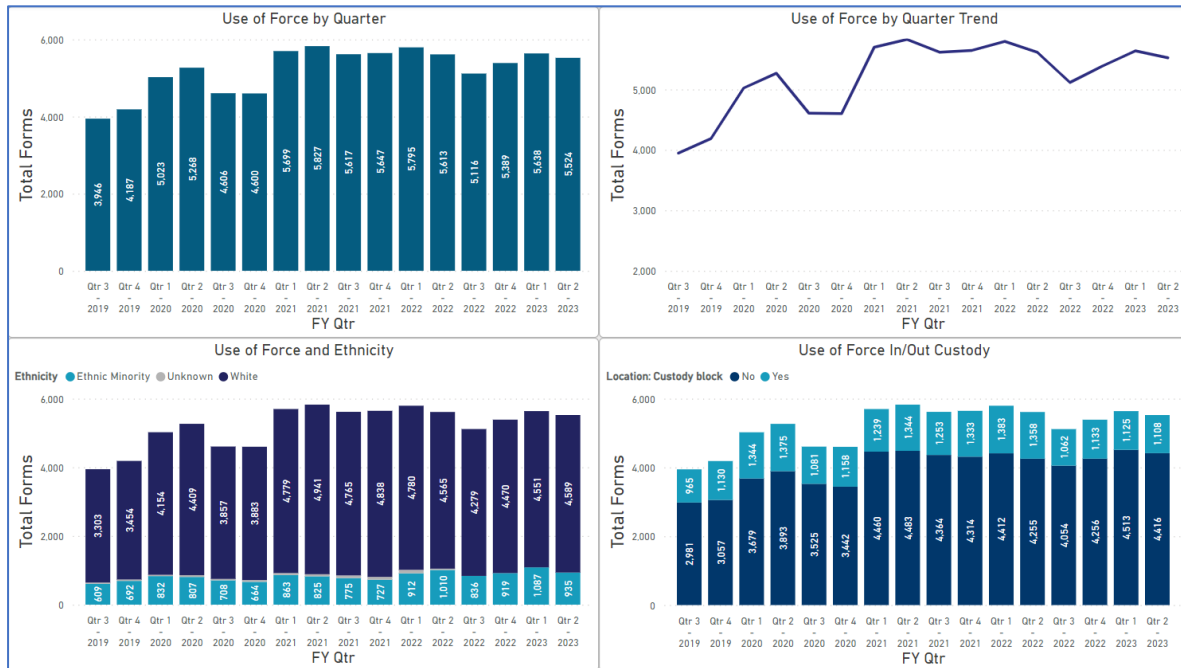 Use of Force by Quarter
Total Forms
6,000
4,000
2,000
0
3,946 4,187 5,023 5,268 4,606 4,600 5,699 5,827 5,617 5,647 5,795 5,613 5,116 5,389 5,638 5,524
Qtr 3 Qtr 4 Qtr 1 Qtr 2 Qtr 3 Qtr 4 Qtr 1 Qtr 2 Qtr 3 Qtr 4 Qtr 1 Qtr 2 Qtr 3 Qtr 4 Qtr 1 Qtr 2
- - - - - - - - - - - - - - - -
2019 2019 2020 2020 2020 2020 2021 2021 2021 2021 2022 2022 2022 2022 2023 2023
FY Qtr
Use of Force by Quarter Trend
Total Forms
5,000
4,000
3,000
2,000
Qtr 3 Qtr 4 Qtr 1 Qtr 2 Qtr 3 Qtr 4 Qtr 1 Qtr 2 Qtr 3 Qtr 4 Qtr 1 Qtr 2 Qtr 3 Qtr 4 Qtr 1 Qtr 2
- - - - - - - - - - - - - - - -
2019 2019 2020 2020 2020 2020 2021 2021 2021 2021 2022 2022 2022 2022 2023 2023
FY Qtr
Use of Force and Ethnicity
Ethnicity Ethnic Minority Unknown White
Total Forms
6,000
4,000
2,000
0
3,303 3,454 4,154 4,409 3,857 3,883 4,779 4,941 4,765 4,838 4,780 4,565 4,279 4,470 4,551 4,589
609 692 832 807 708 664 863 825 775 727 912 1,010 836 919 1,087 935
Qtr 3 Qtr 4 Qtr 1 Qtr 2 Qtr 3 Qtr 4 Qtr 1 Qtr 2 Qtr 3 Qtr 4 Qtr 1 Qtr 2 Qtr 3 Qtr 4 Qtr 1 Qtr 2
- - - - - - - - - - - - - - - -
2019 2019 2020 2020 2020 2020 2021 2021 2021 2021 2022 2022 2022 2022 2023 2023
FY Qtr
Use of Force In/Out Custody
Location: Custody block No Yes
Total Forms
6,000
4,000
2,000
0
965 1,130 1,344 1,375 1,081 1,158 1,239 1,344 1,253 1,333 1,383 1,358 1,062 1,133 1,125 1,108
2,981 3,057 3,679 3,893 3,525 3,442 4,460 4,483 4,364 4,314 4,412 4,255 4,054 4,256 4,513 4,416
Qtr 3 Qtr 4 Qtr 1 Qtr 2 Qtr 3 Qtr 4 Qtr 1 Qtr 2 Qtr 3 Qtr 4 Qtr 1 Qtr 2 Qtr 3 Qtr 4 Qtr 1 Qtr 2
- - - - - - - - - - - - - - - -
2019 2019 2020 2020 2020 2020 2021 2021 2021 2021 2022 2022 2022 2022 2023 2023
FY Qtr